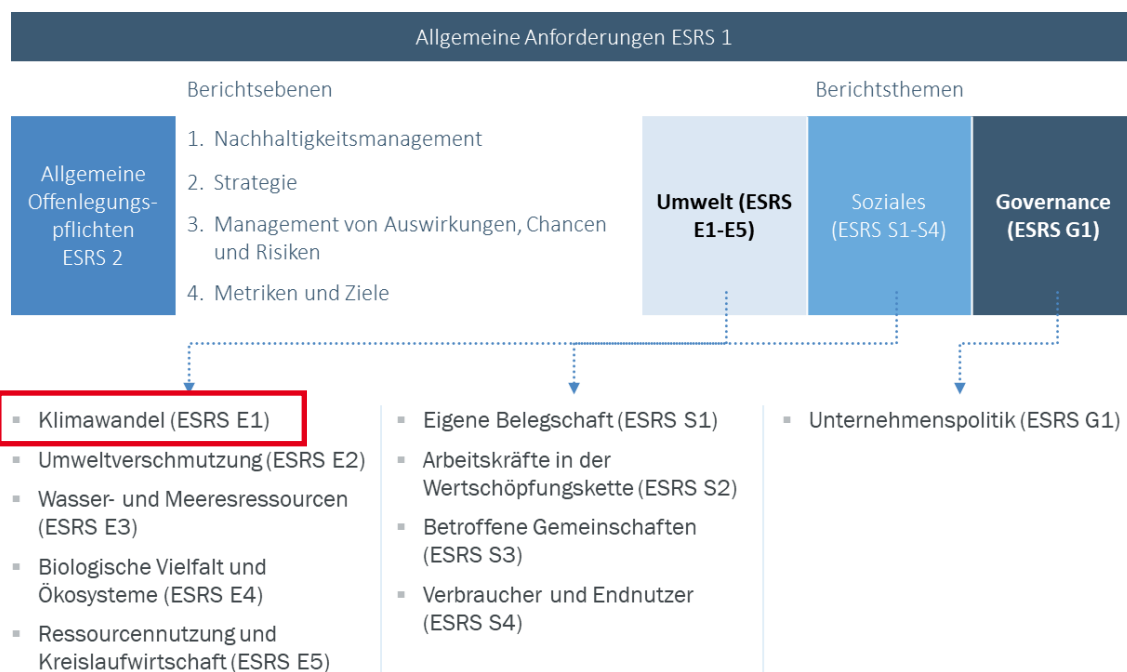 Allgemeine Anforderungen ESRS 1
Berichtsebenen
Berichtsthemen
Allgemeine
Offenlegungs-
pflichten
ESRS 2
1. Nachhaltigkeitsmanagement
2. Strategie
3. Management von Auswirkungen, Chancen
und Risiken
4. Metriken und Ziele
Umwelt (ESRS
E1-E5)
Soziales
(ESRS S1-S4)
Governance
(ESRS G1)
Klimawandel (ESRS E1)
Umweltverschmutzung (ESRS E2)
Wasser- und Meeresressourcen
(ESRS E3)
Biologische Vielfalt und
Ökosysteme (ESRS E4)
Ressourcennutzung und
Kreislaufwirtschaft (ESRS E5)
Eigene Belegschaft (ESRS S1)
Arbeitskräfte in der
Wertschöpfungskette (ESRS S2)
Betroffene Gemeinschaften
(ESRS S3)
Verbraucher und Endnutzer
(ESRS S4)
Unternehmenspolitik (ESRS G1)